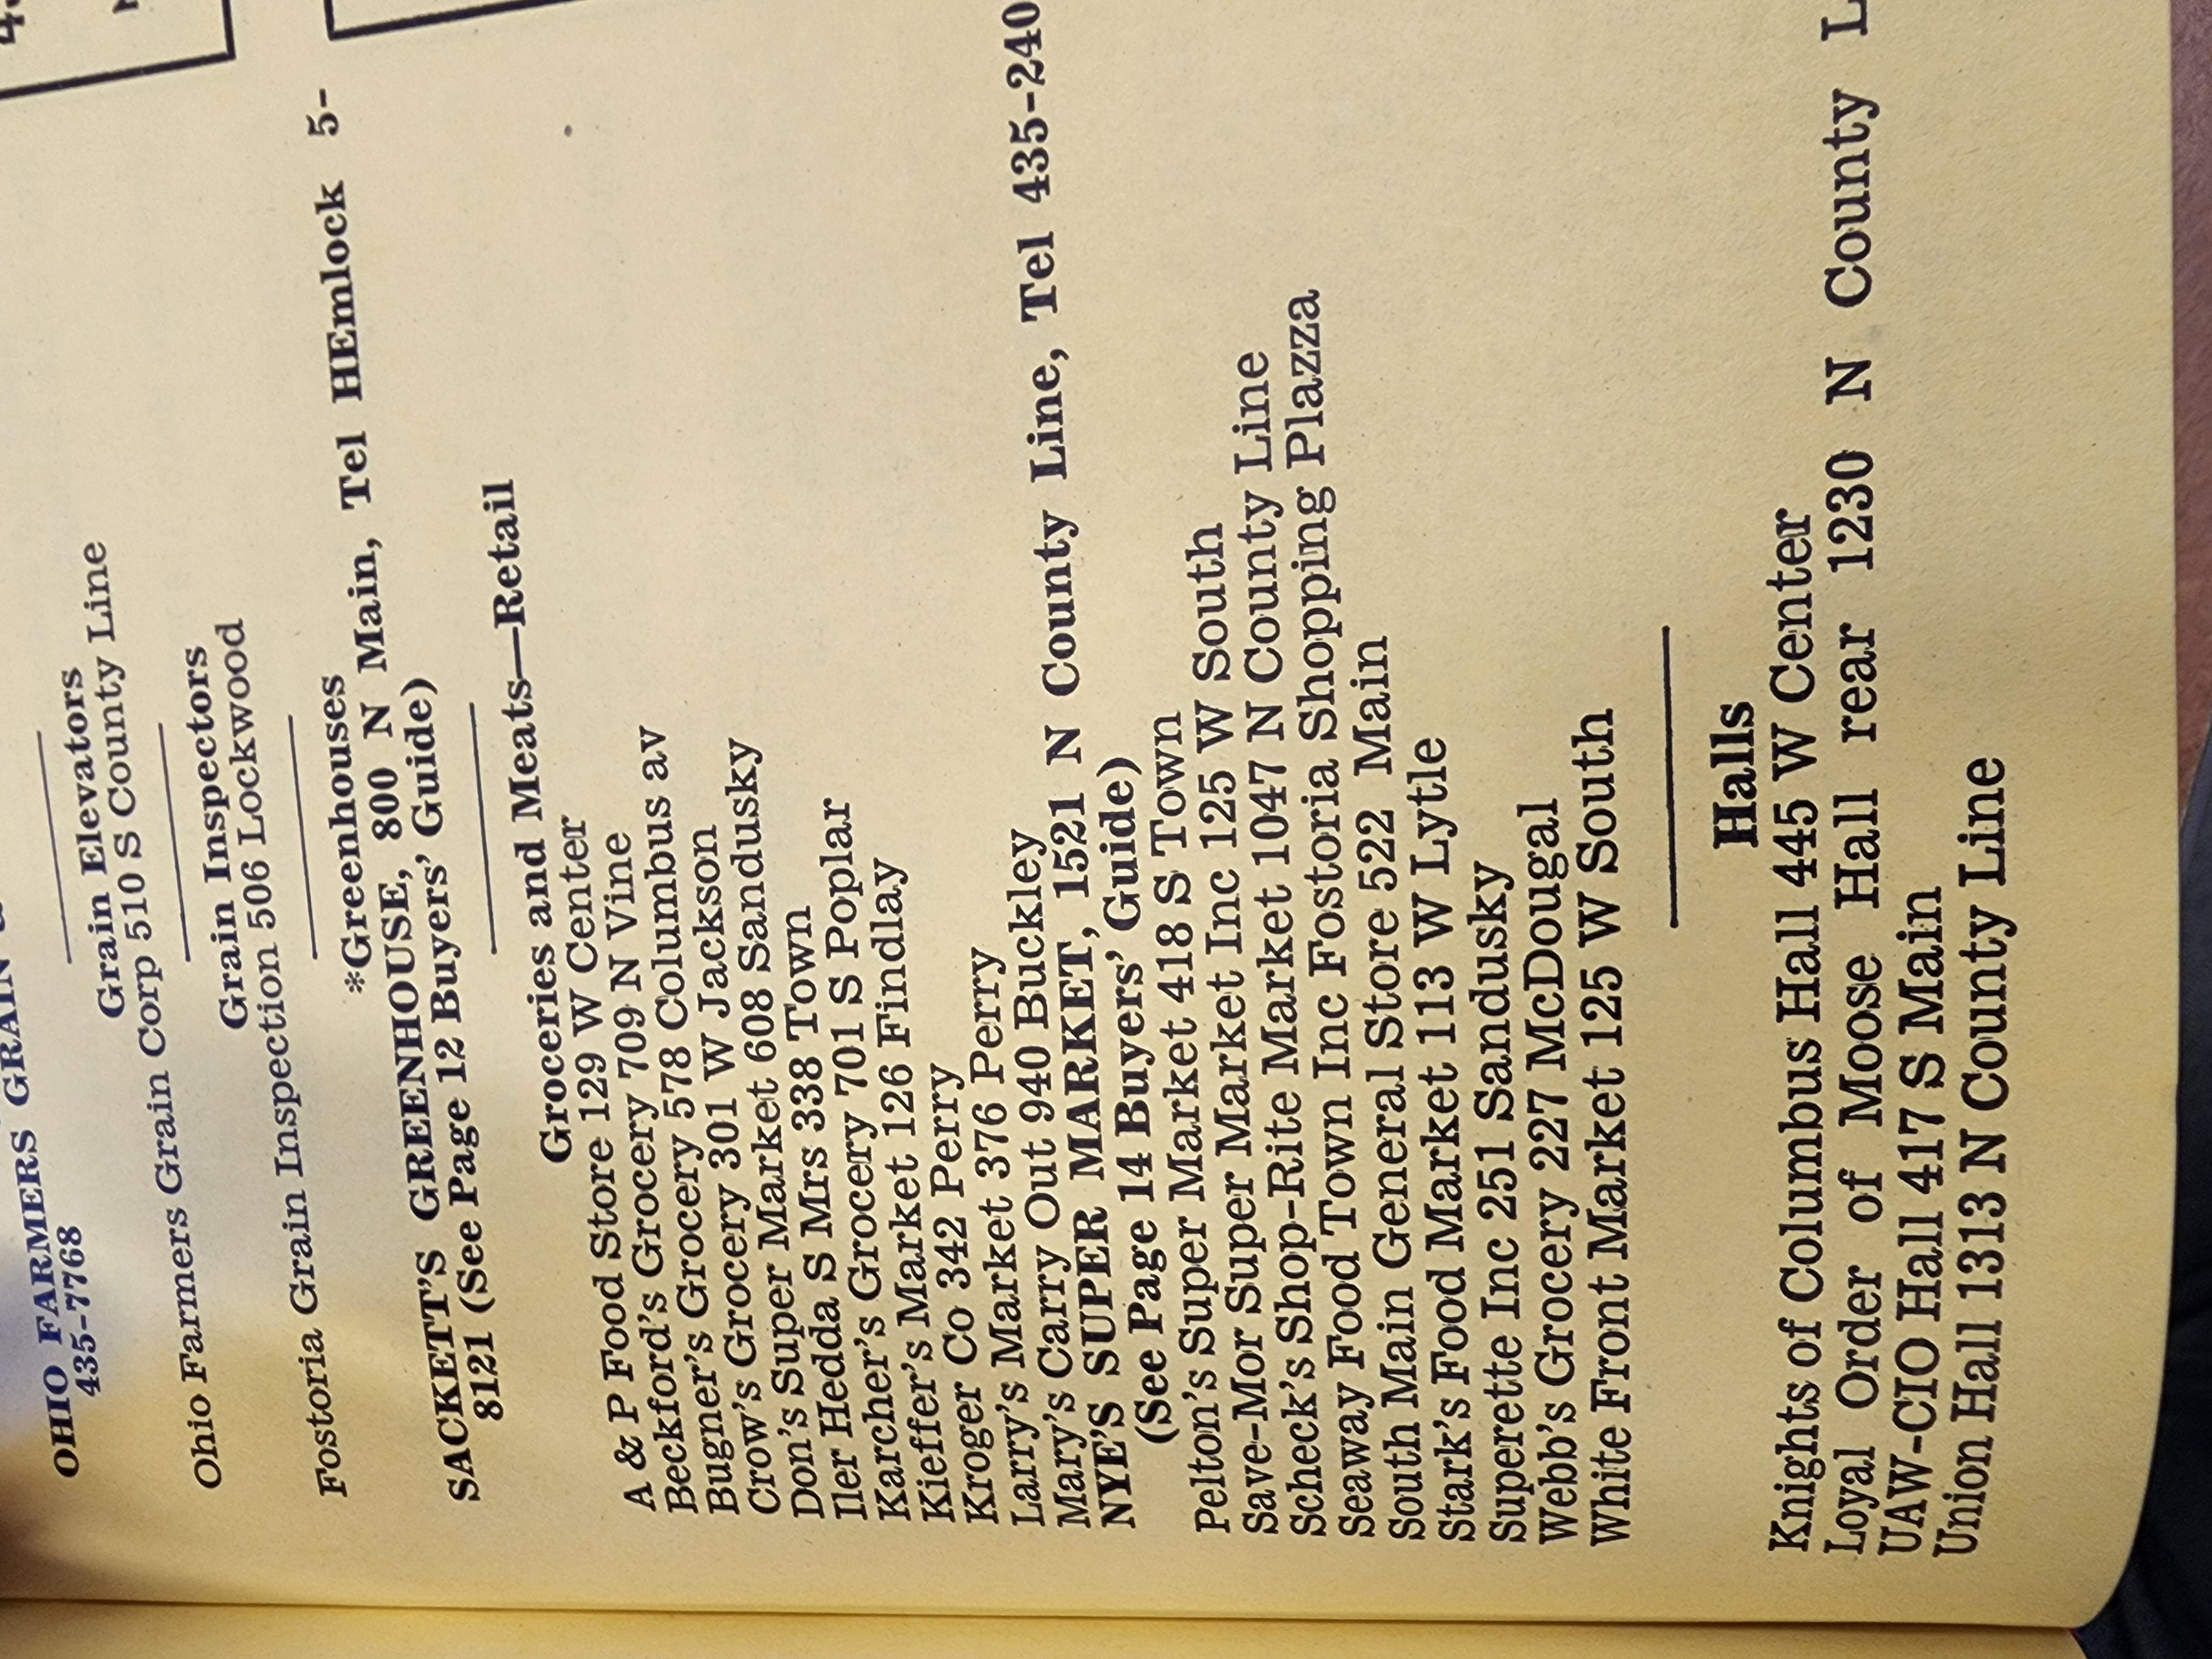 OHIO FARMERS GRAIN
435-7768
Grain Elevators
Ohio Farmers Grain Corp 510 S County Line
Grain Inspectors
Fostoria Grain Inspection 506 Lockwood
*Greenhouses
SACKETT'S GREENHOUSE, 800 N Main, Tel HEmlock 5-
8121 (See Page 12 Buyers' Guide)
Groceries and Meats—Retail
A & P Food Store 129 W Center
Beckford's Grocery 709 N Vine
Bugner's Grocery 578 Columbus av
Crow's Grocery 301 W Jackson
Don's Super Market 608 Sandusky
Iler Hedda S Mrs 338 Town
Karcher's Grocery 701 S Poplar
Kieffer's Market 126 Findlay
Kroger Co 342 Perry
Larry's Market 376 Perry
Mary's Carry Out 940 Buckley
NYE'S SUPER MARKET, 1521 N County Line, Tel 435-240
(See Page 14 Buyers' Guide)
Pelton's Super Market 418 S Town
Save-Mor Super Market Inc 125 W South
Scheck's Shop-Rite Market 1047 N County Line
Seaway Food Town Inc Fostoria Shopping Plazza
South Main General Store 522 Main
Stark's Food Market 113 W Lytle
Superette Inc 251 Sandusky
Webb's Grocery 227 McDougal
White Front Market 125 W South
Halls
Knights of Columbus Hall 445 W Center
Loyal Order of Moose Hall rear 1230 N County L
UAW-CIO Hall 417 S Main
Union Hall 1313 N County Line